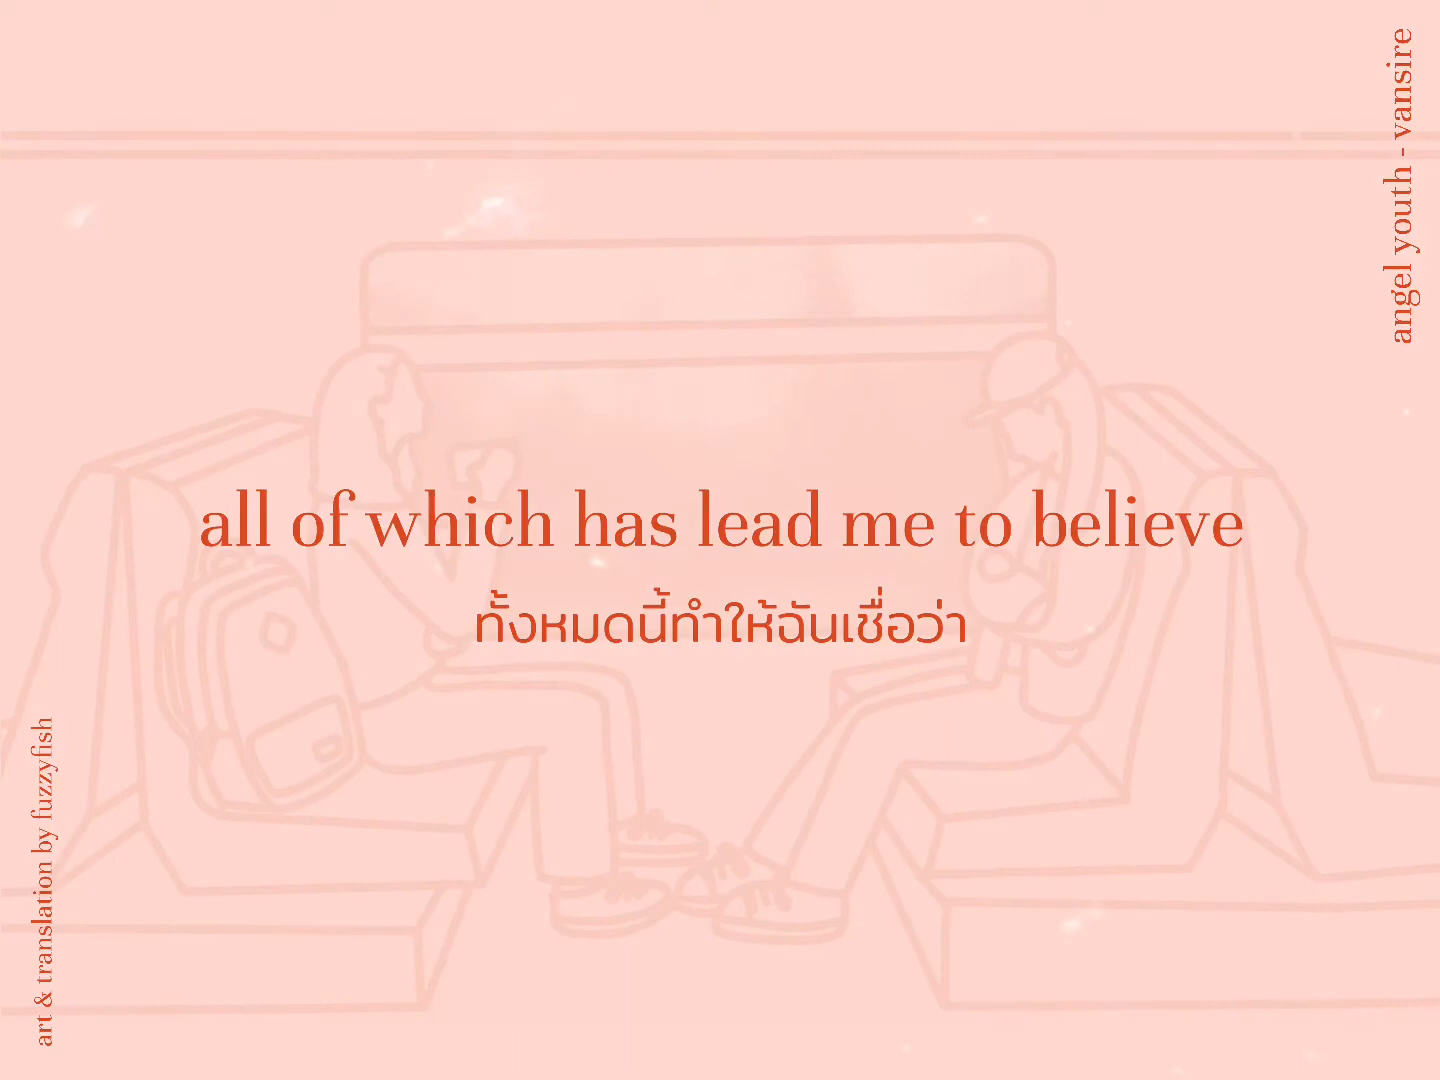 angel youth - vansire
all of which has lead me to believe
ทั้งหมดนี้ทำให้ฉันเชื่อว่า
art & translation by fuzzyfish